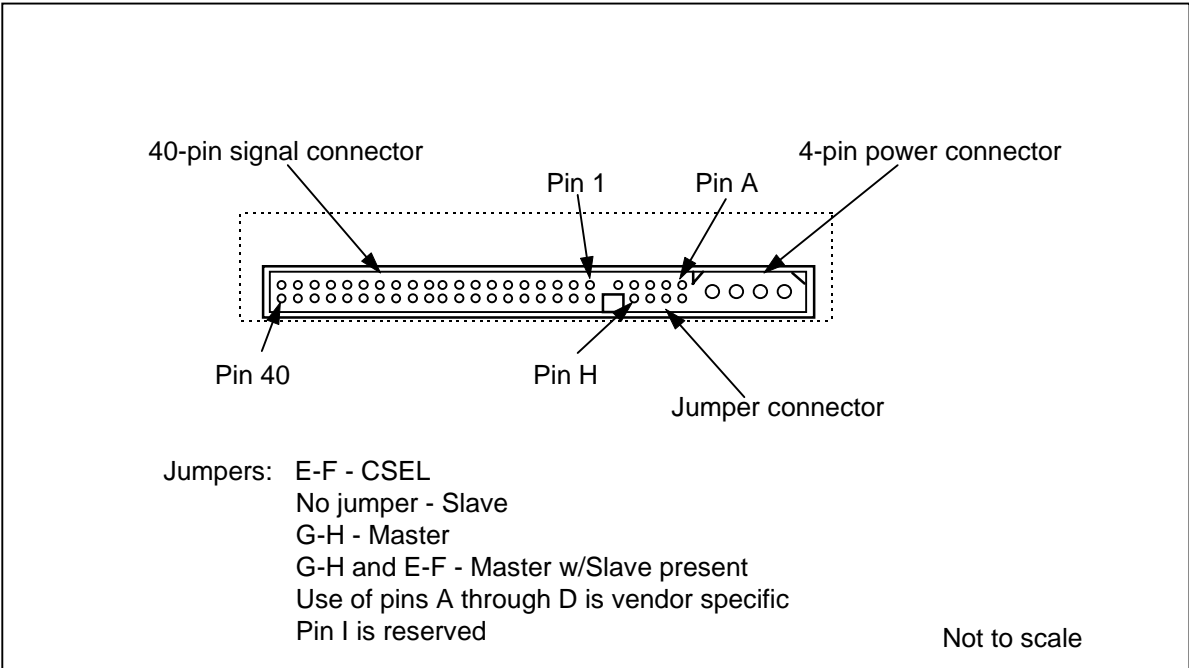 40-pin signal connector
4-pin power connector
Pin 1
Pin A
Pin 40
Pin H
Jumper connector
Jumpers: E-F - CSEL
No jumper - Slave
G-H - Master
G-H and E-F - Master w/Slave present
Use of pins A through D is vendor specific
Pin I is reserved
Not to scale